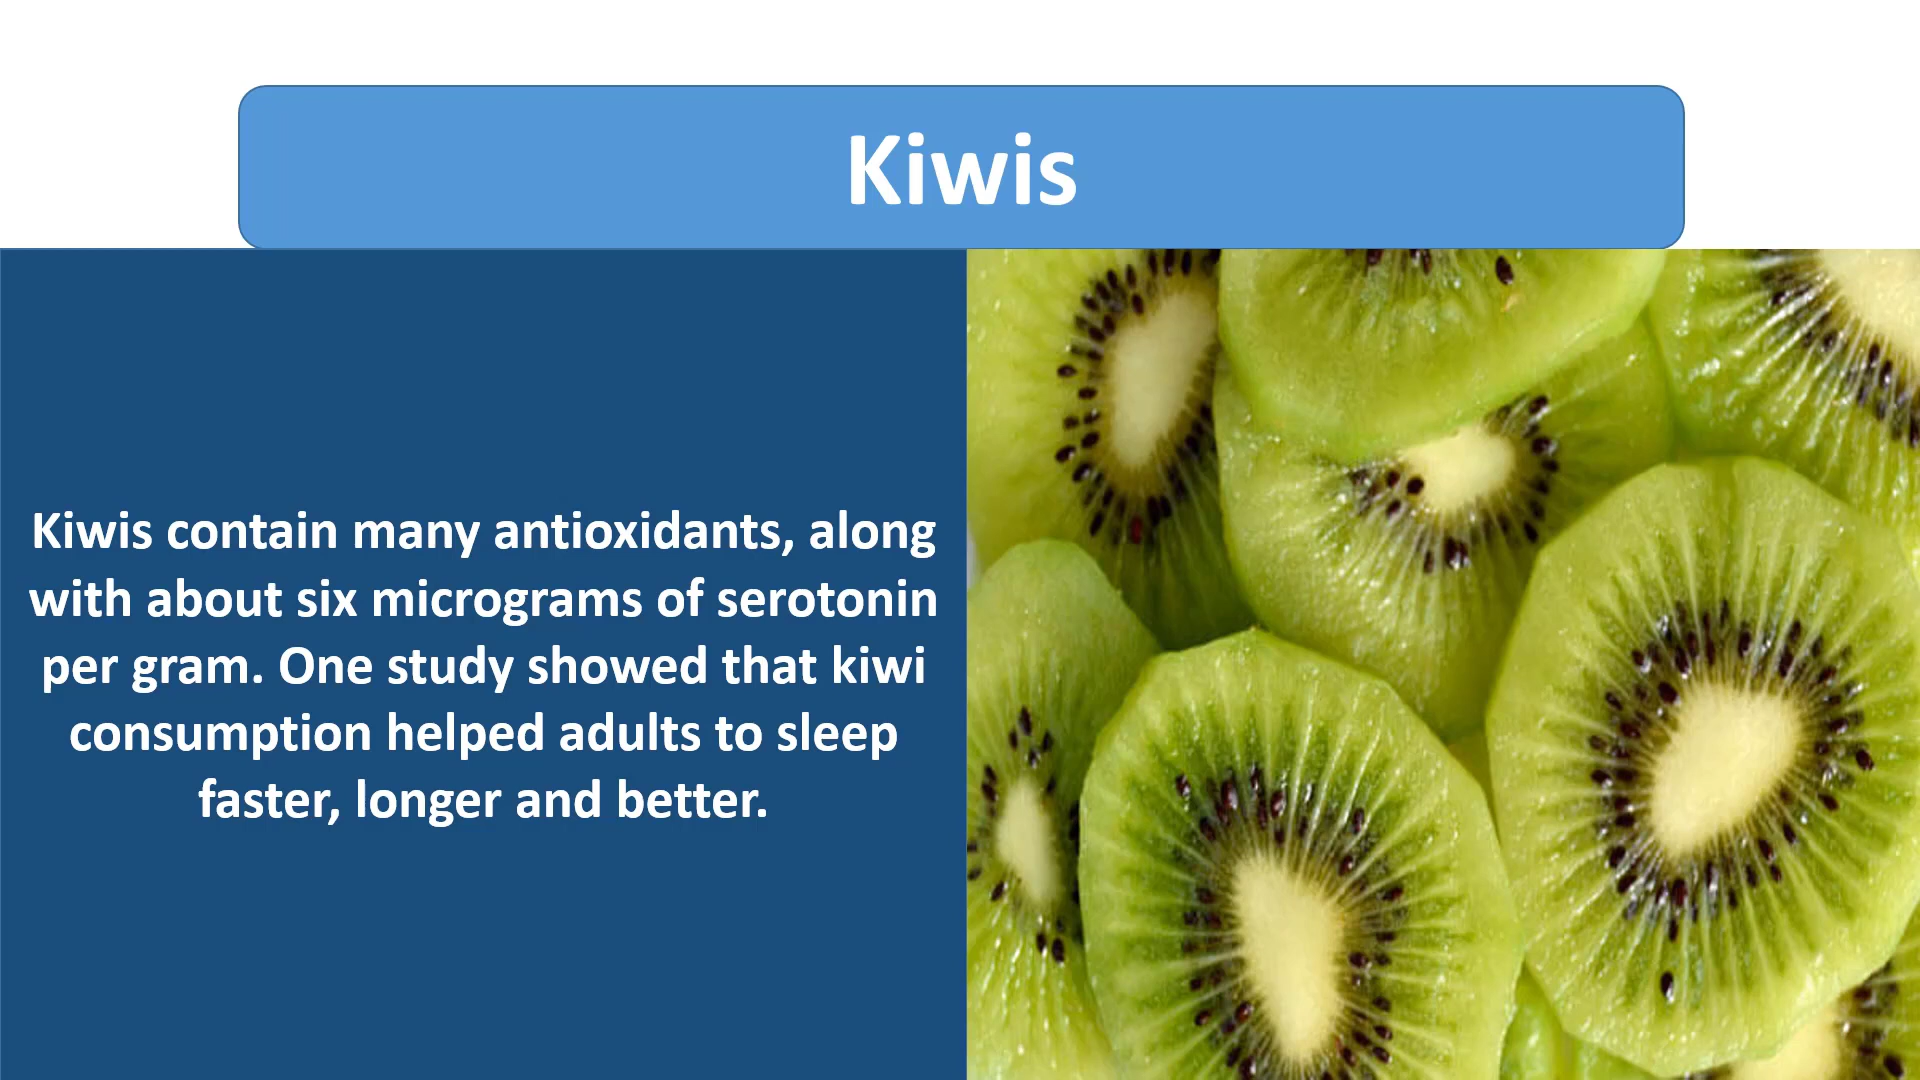 Kiwis
Kiwis contain many antioxidants, along
with about six micrograms of serotonin
per gram. One study showed that kiwi
consumption helped adults to sleep
faster, longer and better.